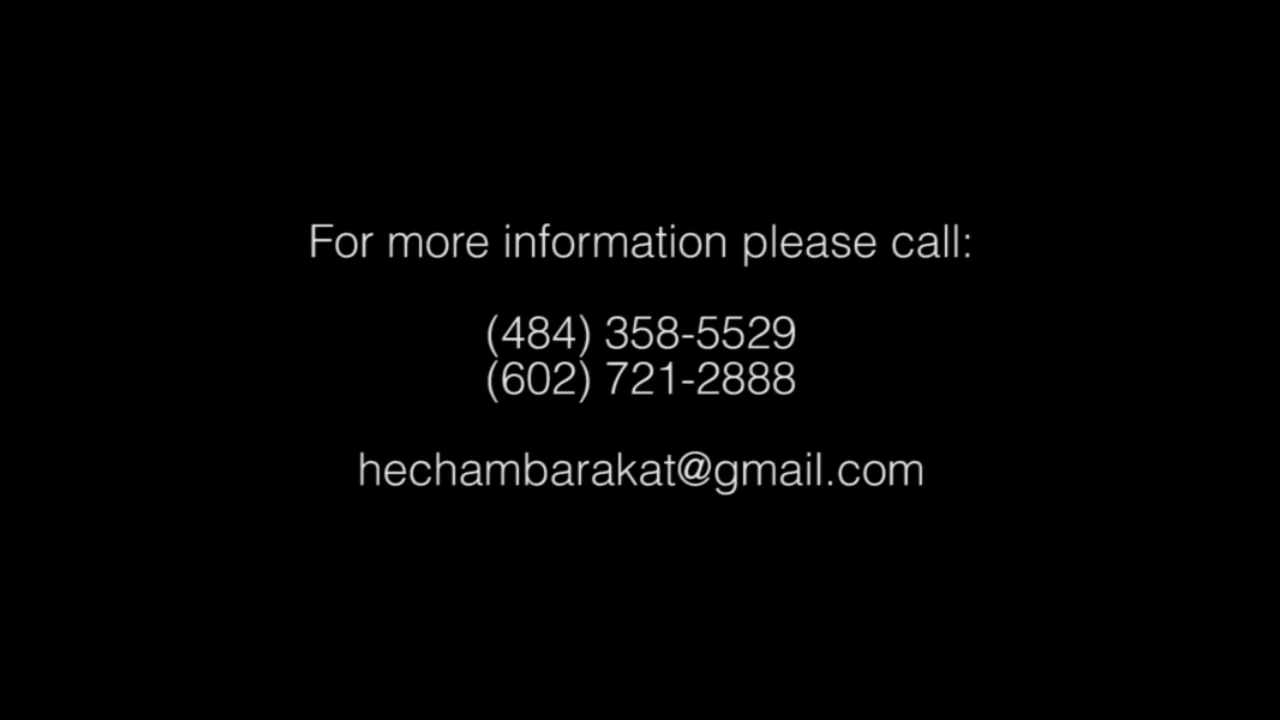 For more information please call:
(484) 358-5529
(602) 721-2888
hechambarakat@gmail.com